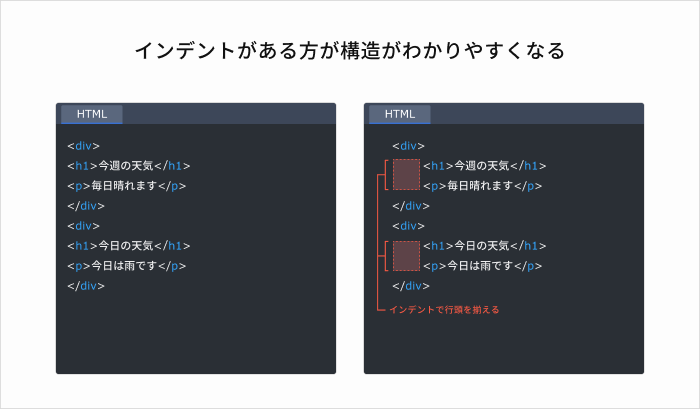 インデントがある方が構造がわかりやすくなる
HTML
<div>
<h1>今週の天気</h1>
<p>毎日晴れます</p>
</div>
<div>
<h1>今日の天気</h1>
<p>今日は雨です</p>
</div>
HTML
<div>
<h1>今週の天気</h1>
<p>毎日晴れます</p>
</div>
<div>
<h1>今日の天気</h1>
<p>今日は雨です</p>
</div>
インデントで行頭を揃える